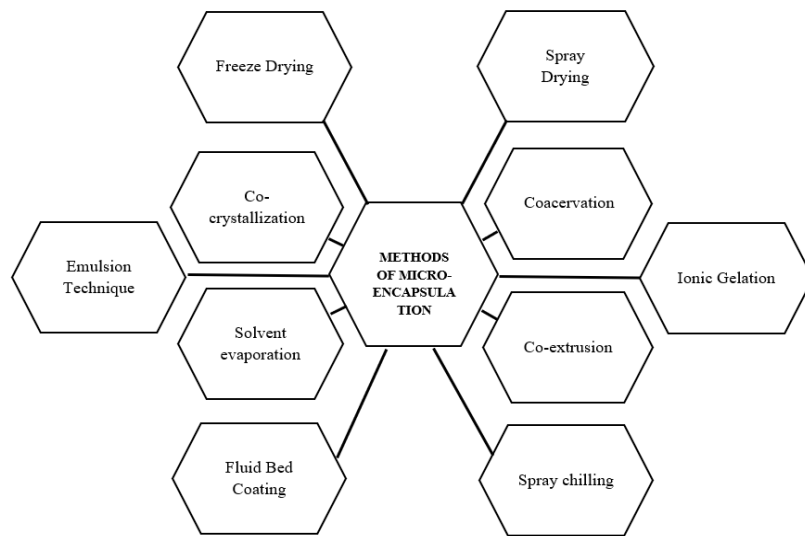 Freeze Drying
Spray
Drying
Co-
crystallization
Coacervation
Emulsion
Technique
METHODS
OF MICRO-
ENCAPSULA
TION
Ionic Gelation
Solvent
evaporation
Co-extrusion
Fluid Bed
Coating
Spray chilling